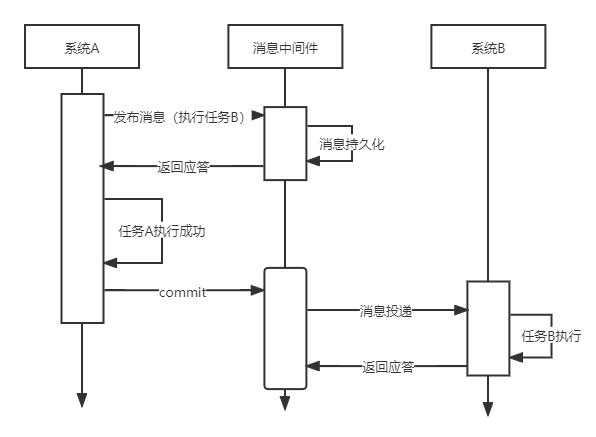 系统A
消息中间件
系统B
发布消息（执行任务B）
消息持久化
返回应答
任务A执行成功
commit
消息投递
任务B执行
返回应答